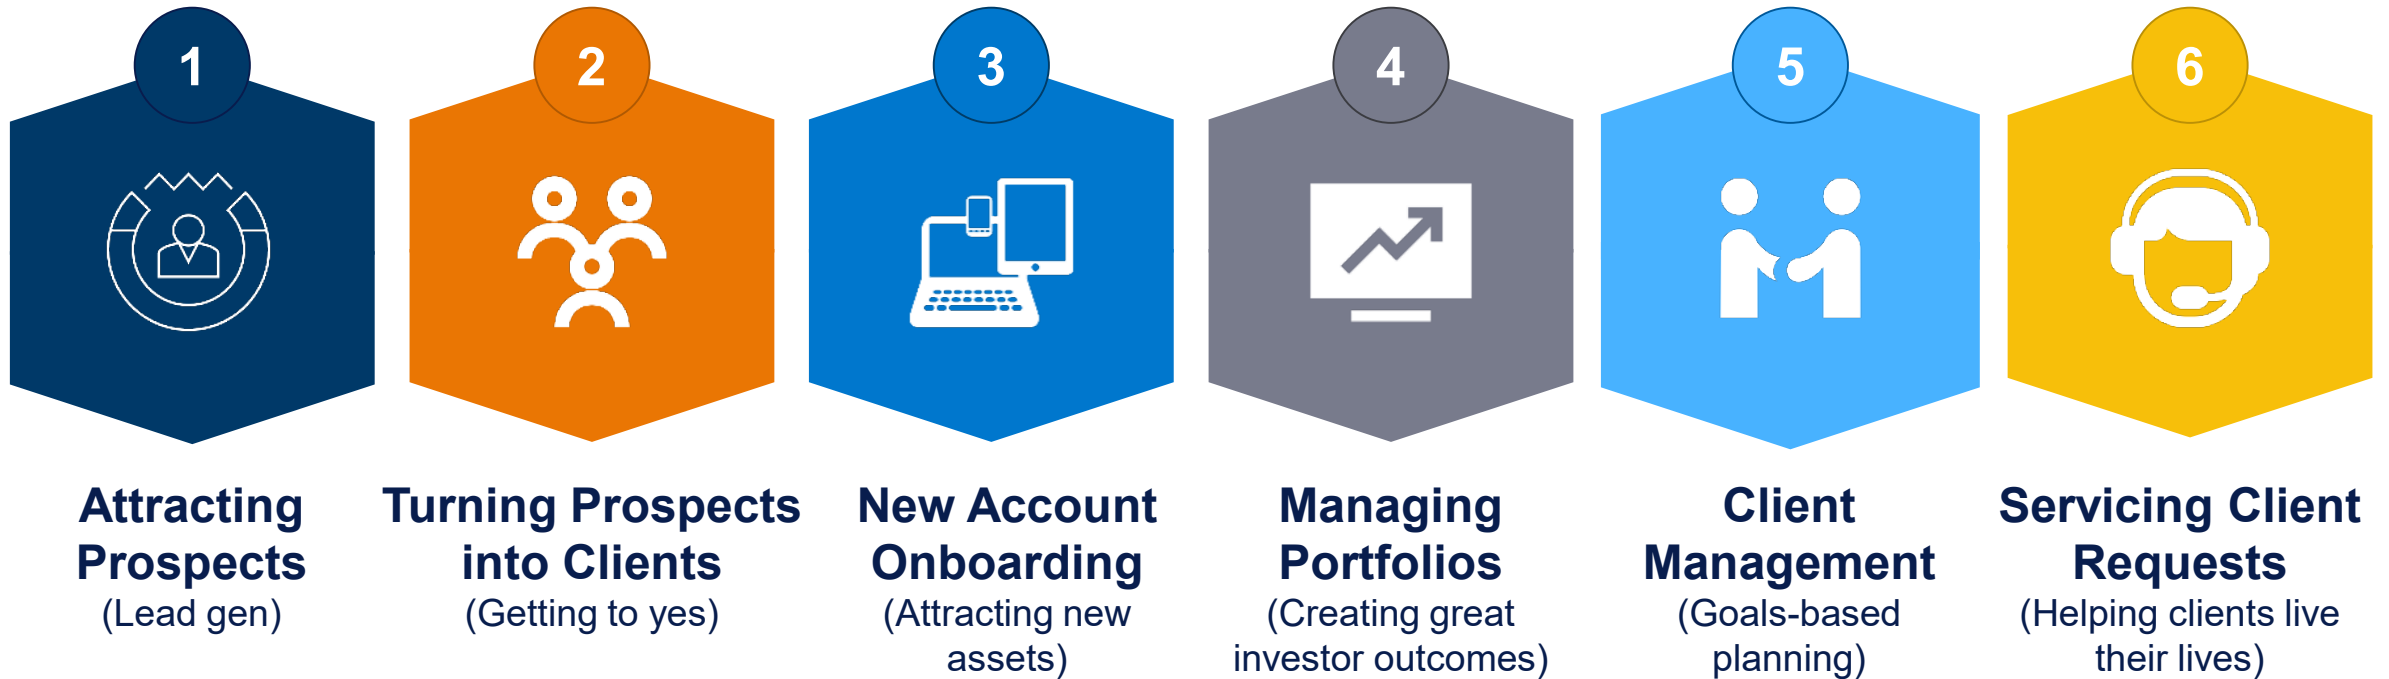 1
Attracting
Prospects
(Lead gen)
2
Turning Prospects
into Clients
(Getting to yes)
3
New Account
Onboarding
(Attracting new
assets)
4
Managing
Portfolios
(Creating great
investor outcomes)
5
Client
Management
(Goals-based
planning)
6
Servicing Client
Requests
(Helping clients live
their lives)